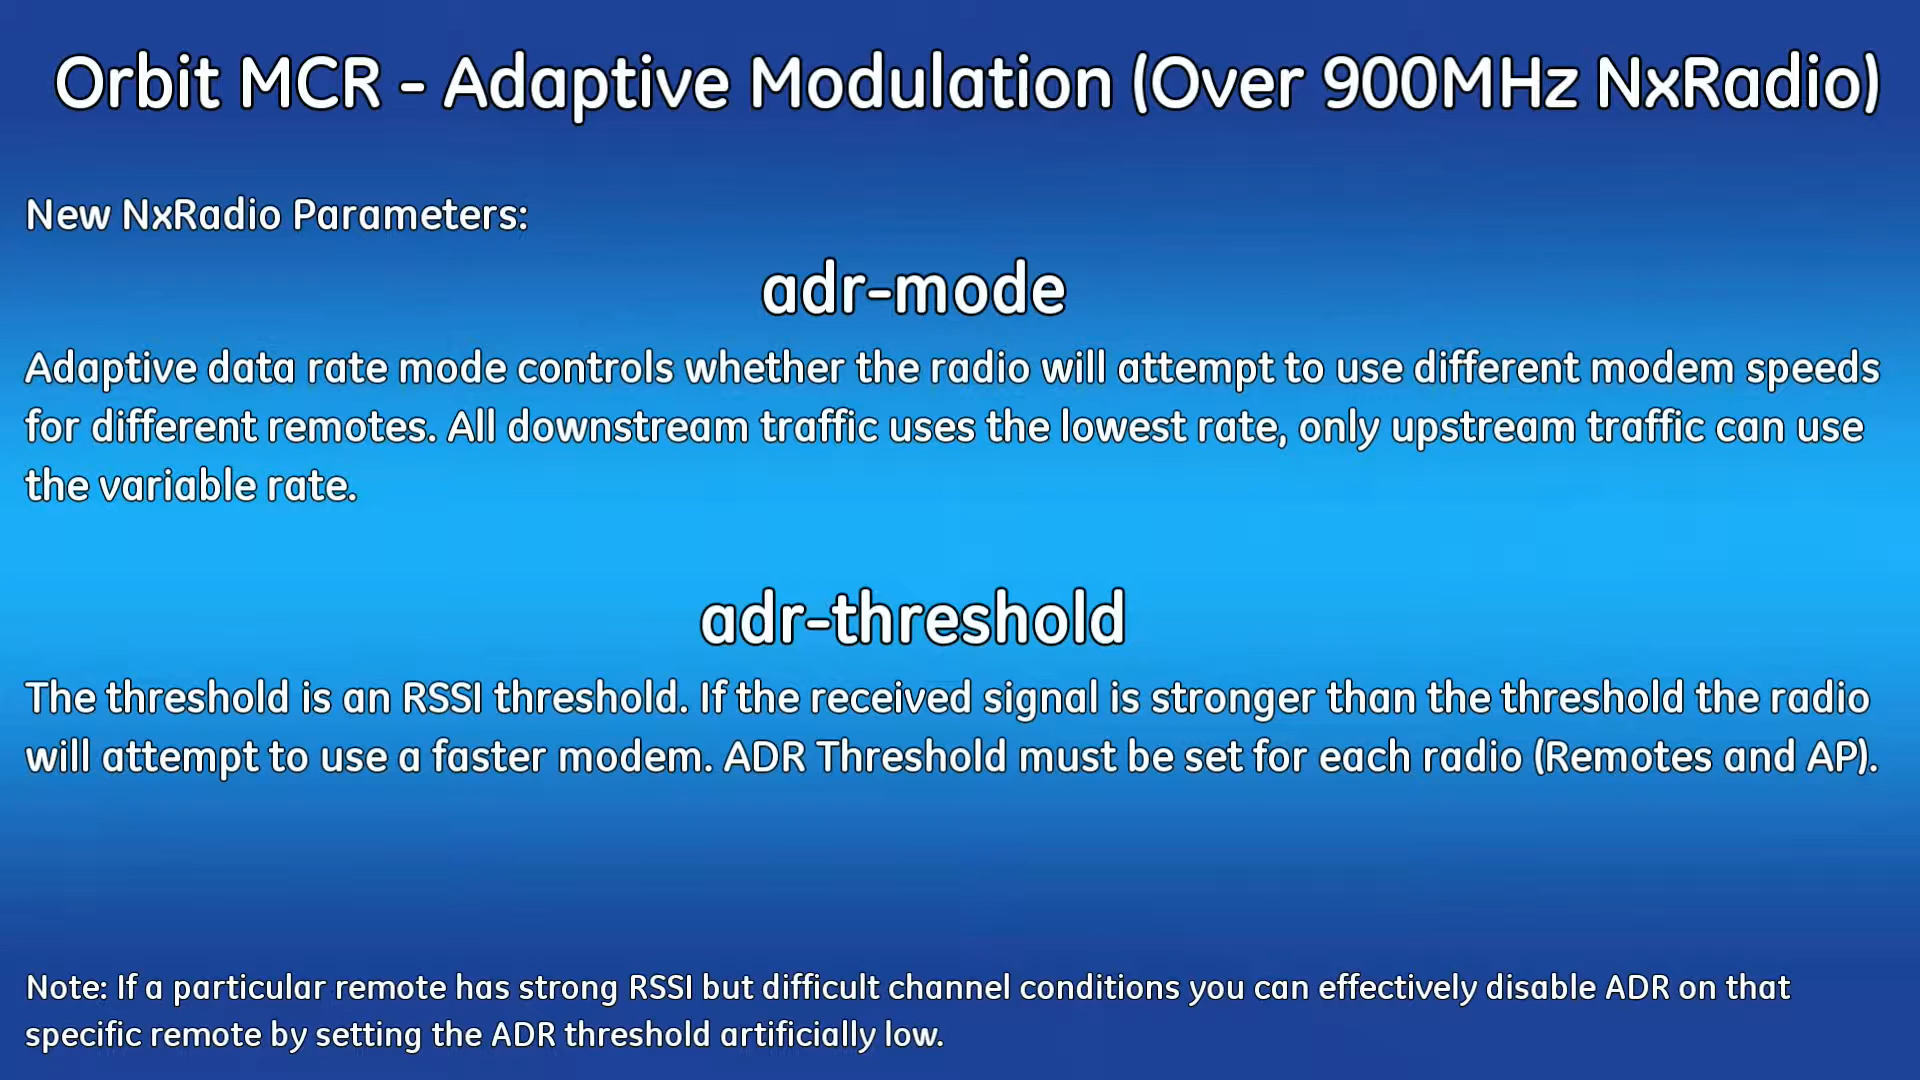 Orbit MCR - Adaptive Modulation (Over 900MHz NxRadio)
New NxRadio Parameters:
adr-mode
Adaptive data rate mode controls whether the radio will attempt to use different modem speeds
for different remotes. All downstream traffic uses the lowest rate, only upstream traffic can use
the variable rate.
adr-threshold
The threshold is an RSSI threshold. If the received signal is stronger than the threshold the radio
will attempt to use a faster modem. ADR Threshold must be set for each radio (Remotes and AP).
Note: If a particular remote has strong RSSI but difficult channel conditions you can effectively disable ADR on that
specific remote by setting the ADR threshold artificially low.